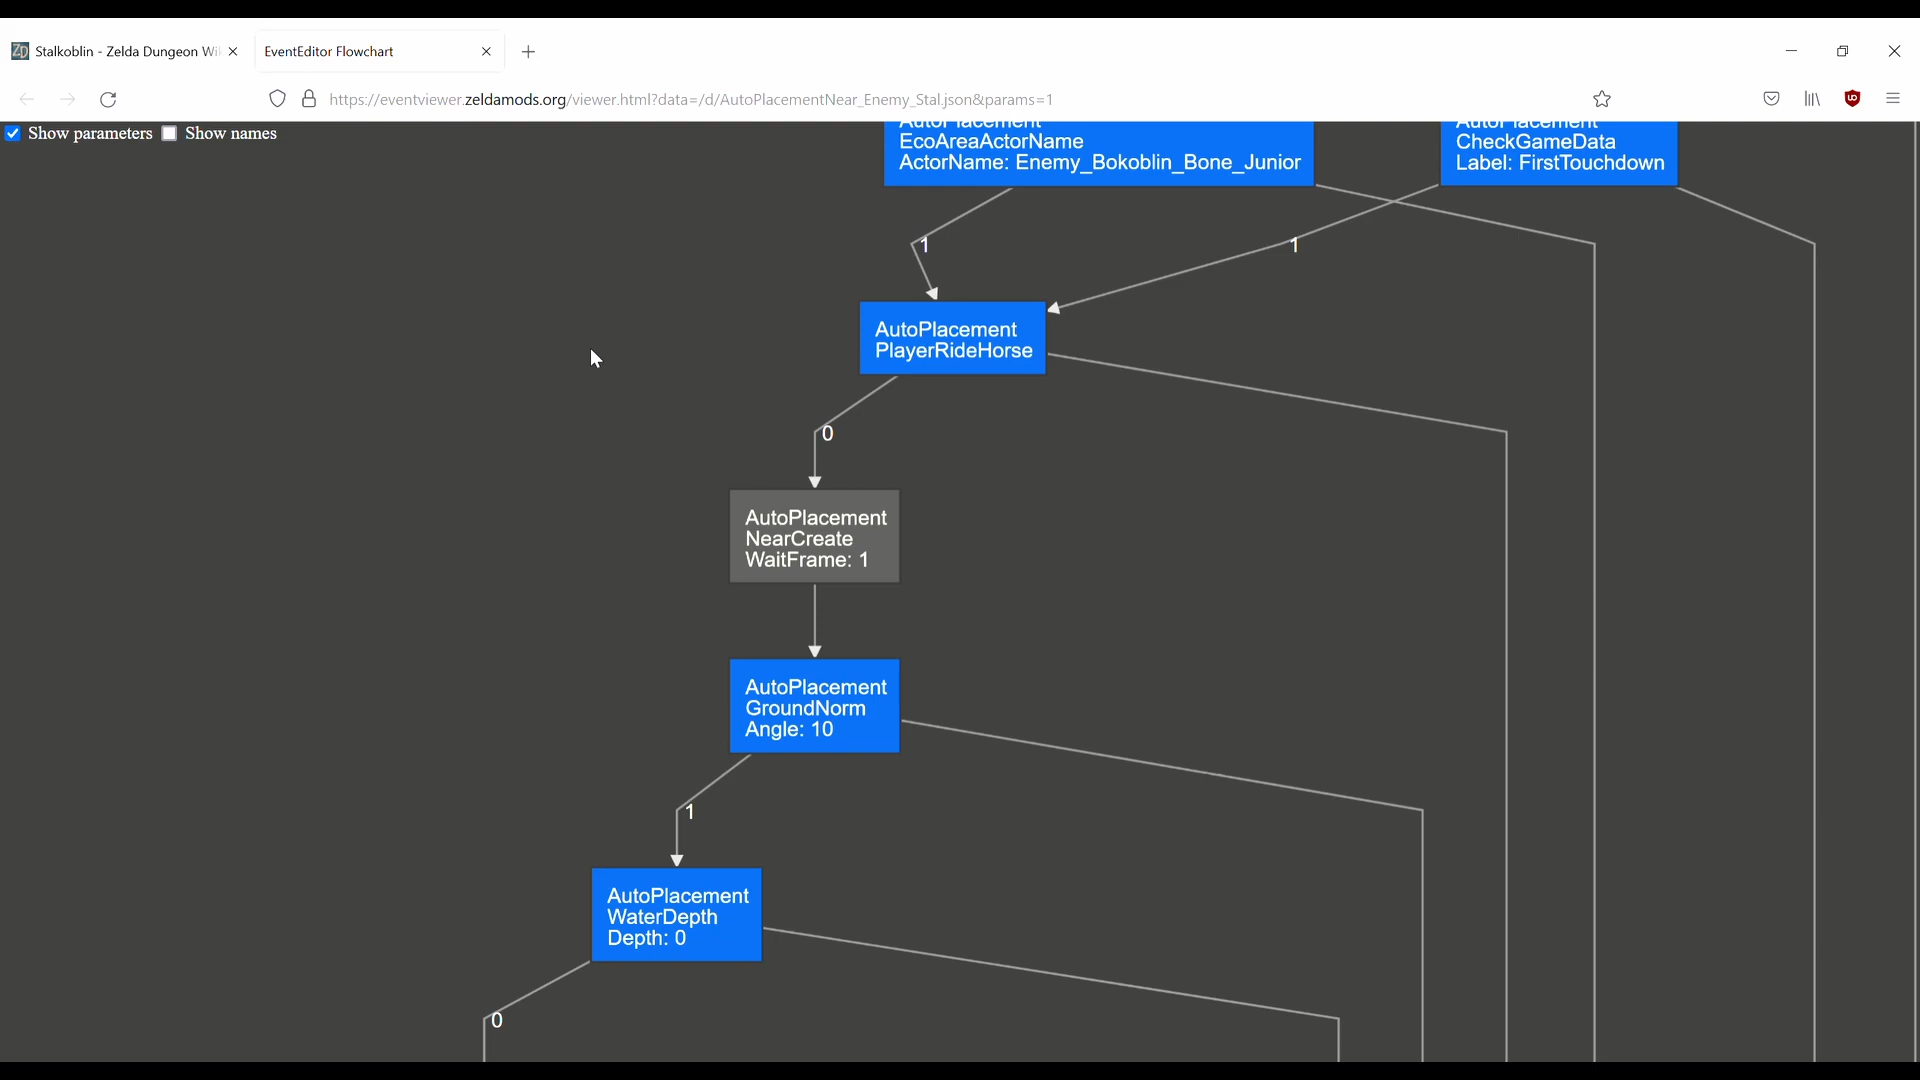 Stalkoblin - Zelda Dungeon Wi
EventEditor Flowchart
https://eventviewer.zeldamods.org/viewer.html?data=/d/AutoPlacementNear_Enemy_Stal.json&params=1
Show parameters
Show names
AutoPlacement
EcoAreaActorName
ActorName: Enemy_Bokoblin_Bone_Junior
AutoPlacement
CheckGameData
Label: FirstTouchdown
1
1
AutoPlacement
PlayerRideHorse
0
AutoPlacement
NearCreate
WaitFrame: 1
AutoPlacement
GroundNorm
Angle: 10
1
AutoPlacement
WaterDepth
Depth: 0
0